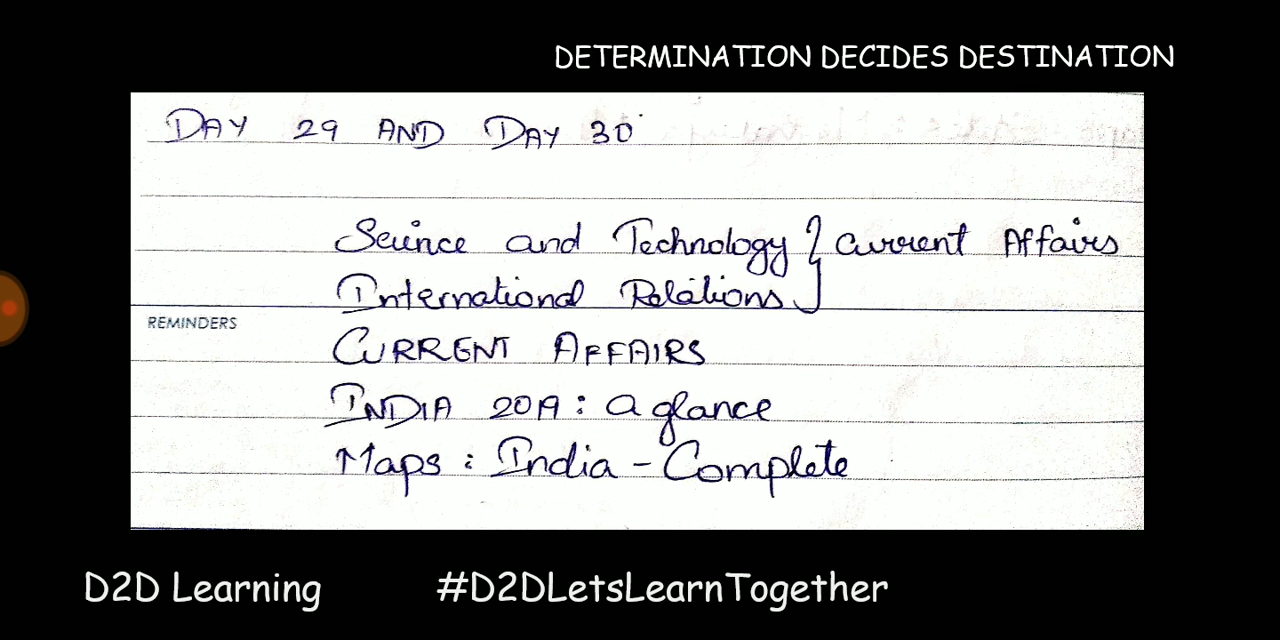 DETERMINATION DECIDES DESTINATION
DAY 29 AND DAY 30
Science and Technology } Current Affairs
International Relations
REMINDERS
CURRENT AFFAIRS
INDIA 2019: a glance
Maps: India - Complete
D2D Learning #D2DLetsLearnTogether